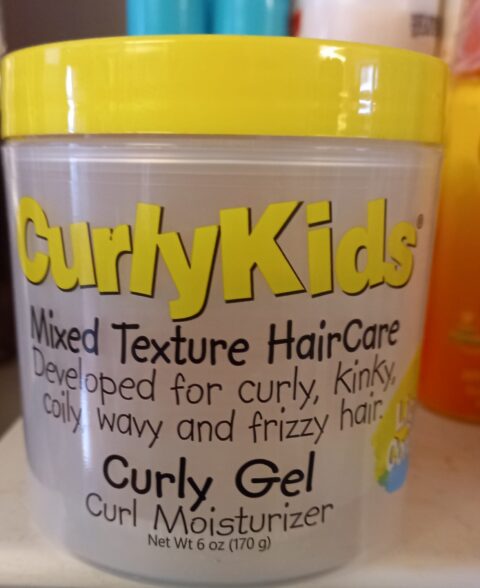 CurlyKids®
Mixed Texture HairCare
Developed for curly, kinky,
coily, wavy and frizzy hair.
Curly Gel
Curl Moisturizer
Net Wt 6 oz (170 g)